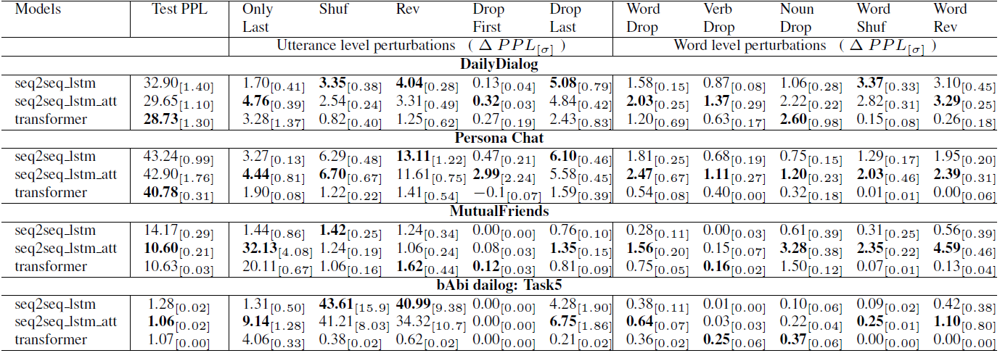 Models Test PPL Only Shuf Rev Drop Drop Word Verb Noun Word Word
Last First Last Drop Drop Drop Shuf Rev
Utterance level perturbations ( Δ PPL[σ] ) Word level perturbations ( Δ PPL[σ] )
DailyDialog
seq2seq_lstm 32.90[1.40] 1.70[0.41] 3.35[0.38] 4.04[0.28] 0.13[0.04] 5.08[0.79] 1.58[0.15] 0.87[0.08] 1.06[0.28] 3.37[0.33] 3.10[0.45]
seq2seq_lstm_att 29.65[1.10] 4.76[0.39] 2.54[0.24] 3.31[0.49] 0.32[0.03] 4.84[0.42] 2.03[0.25] 1.37[0.29] 2.22[0.22] 2.82[0.31] 3.29[0.25]
transformer 28.73[1.30] 3.28[1.37] 0.82[0.40] 1.25[0.62] 0.27[0.19] 2.43[0.83] 1.20[0.69] 0.63[0.17] 2.60[0.98] 0.15[0.08] 0.26[0.18]
Persona Chat
seq2seq_lstm 43.24[0.99] 3.27[0.13] 6.29[0.48] 13.11[1.22] 0.47[0.21] 6.10[0.46] 1.81[0.25] 0.68[0.19] 0.75[0.15] 1.29[0.17] 1.95[0.20]
seq2seq_lstm_att 42.90[1.76] 4.44[0.81] 6.70[0.67] 11.61[0.75] 2.99[2.24] 5.58[0.45] 2.47[0.67] 1.11[0.27] 1.20[0.23] 2.03[0.46] 2.39[0.31]
transformer 40.78[0.31] 1.90[0.08] 1.22[0.22] 1.41[0.54] −0.1[0.07] 1.59[0.39] 0.54[0.08] 0.40[0.00] 0.32[0.18] 0.01[0.01] 0.00[0.06]
MutualFriends
seq2seq_lstm 14.17[0.29] 1.44[0.86] 1.42[0.25] 1.24[0.34] 0.00[0.00] 0.76[0.10] 0.28[0.11] 0.00[0.03] 0.61[0.39] 0.31[0.25] 0.56[0.39]
seq2seq_lstm_att 10.60[0.21] 32.13[4.08] 1.24[0.19] 1.06[0.24] 0.08[0.03] 1.35[0.15] 1.56[0.20] 0.15[0.07] 3.28[0.38] 2.35[0.22] 4.59[0.46]
transformer 10.63[0.03] 20.11[0.67] 1.06[0.16] 1.62[0.44] 0.12[0.03] 0.81[0.09] 0.75[0.05] 0.16[0.02] 1.50[0.12] 0.07[0.01] 0.13[0.04]
bAbi dailog: Task5
seq2seq_lstm 1.28[0.02] 1.31[0.50] 43.61[15.9] 40.99[9.38] 0.00[0.00] 4.28[1.90] 0.38[0.11] 0.01[0.00] 0.10[0.06] 0.09[0.02] 0.42[0.38]
seq2seq_lstm_att 1.06[0.02] 9.14[1.28] 41.21[8.03] 34.32[10.7] 0.00[0.00] 6.75[1.86] 0.64[0.07] 0.03[0.03] 0.22[0.04] 0.25[0.01] 1.10[0.80]
transformer 1.07[0.00] 4.06[0.33] 0.38[0.02] 0.62[0.02] 0.00[0.00] 0.21[0.02] 0.36[0.02] 0.25[0.06] 0.37[0.06] 0.00[0.00] 0.00[0.00]